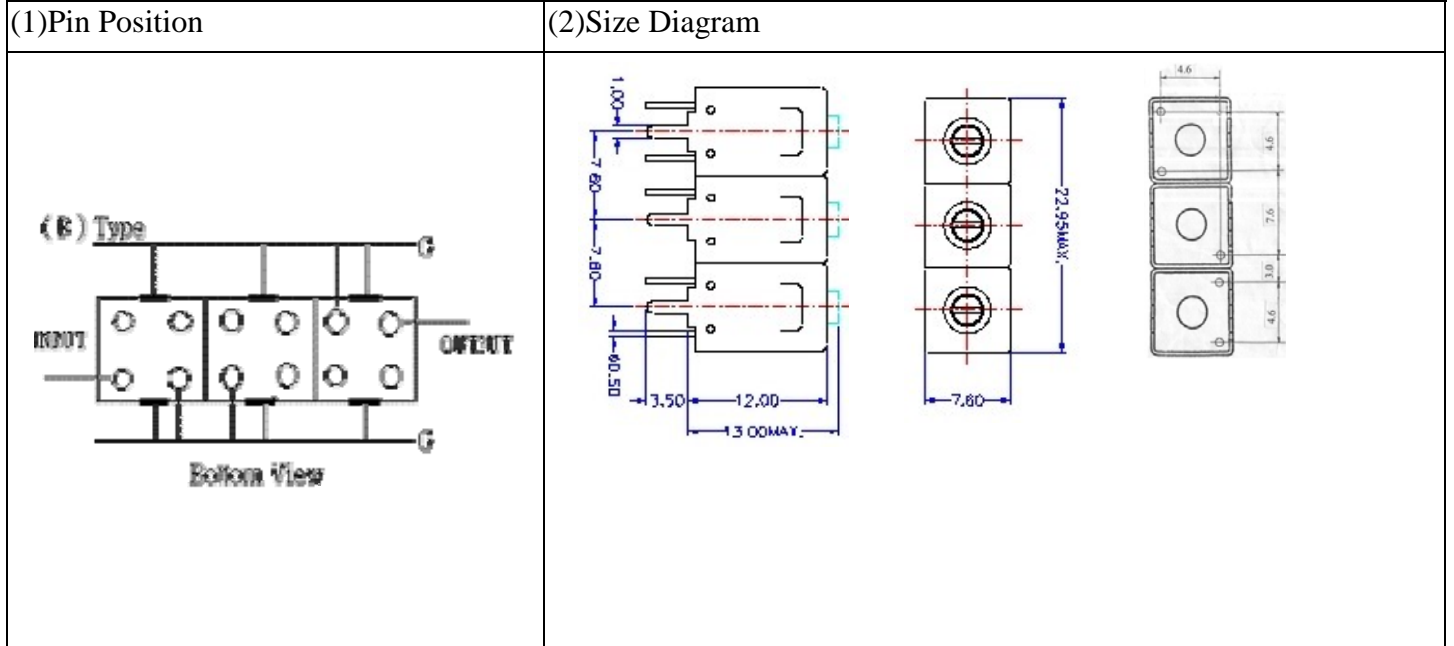 (1)Pin Position
(2)Size Diagram
(B) Type
G
INPUT
OUTPUT
G
Bottom View
1.00
7.60
7.60
ϕ0.50
3.50
12.00
13.00MAX.
22.95MAX.
7.60
4.6
4.6
7.6
3.0
4.6